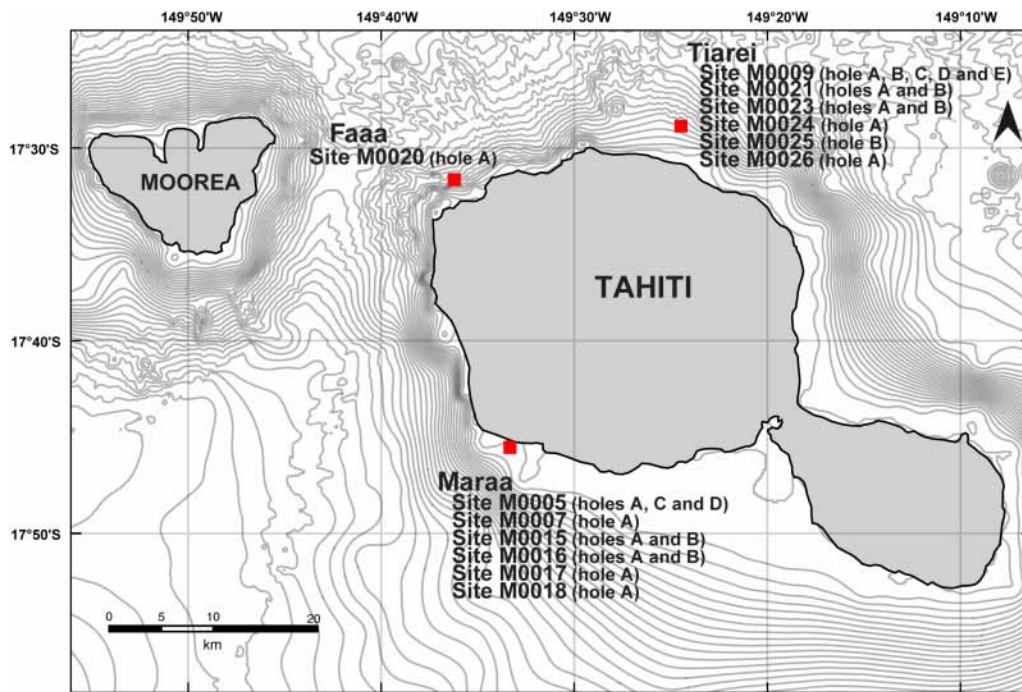 149°50'W 149°40'W 149°30'W 149°20'W 149°10'W
Tiarei
Site M0009 (hole A, B, C, D and E)
Site M0021 (holes A and B)
Site M0023 (holes A and B)
Site M0024 (hole A)
Site M0025 (hole B)
Site M0026 (hole A)
Faaa
Site M0020 (hole A)
17°30'S
MOOREA
TAHITI
17°40'S
Maraa
Site M0005 (holes A, C and D)
Site M0007 (hole A)
Site M0015 (holes A and B)
Site M0016 (holes A and B)
Site M0017 (hole A)
Site M0018 (hole A)
17°50'S
0 5 10 20
km